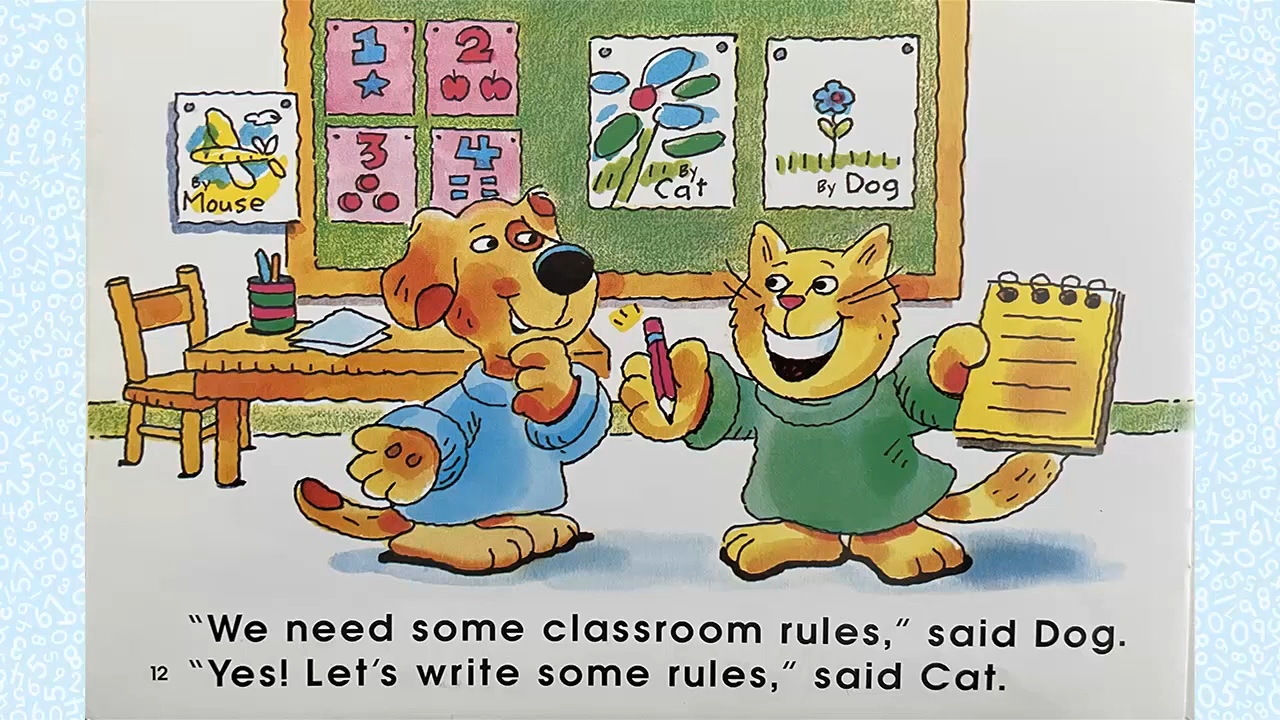 1
2
3
4
By
Mouse
By
Cat
By Dog
“We need some classroom rules,” said Dog.
12 “Yes! Let’s write some rules,” said Cat.